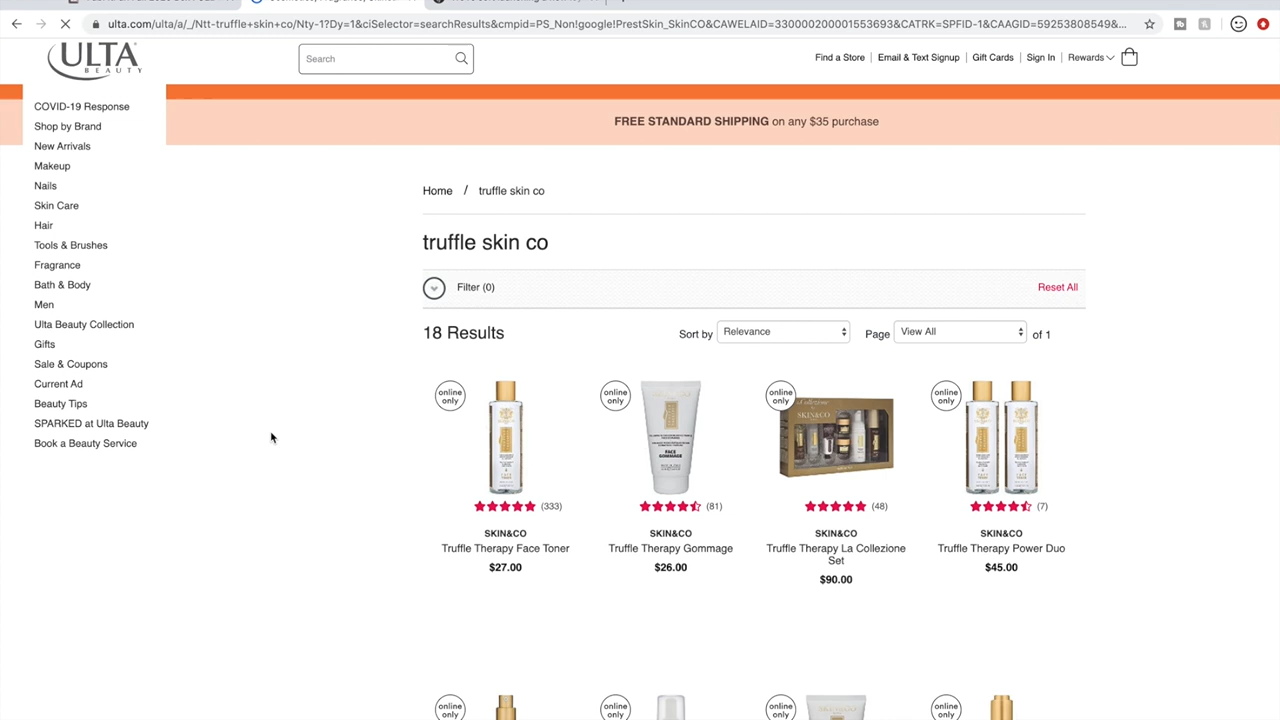 ulta.com/ulta/a/_/Ntt-truffle+skin+co/Nty-1?Dy=1&ciSelector=searchResults&cmpid=PS_Non!google!PrestSkin_SkinCO&CAWELAID=330000200001553693&CATRK=SPFID-1&CAAGID=59253808549&...
ULTA
BEAUTY
Search
Find a Store
Email & Text Signup
Gift Cards
Sign In
Rewards
COVID-19 Response
Shop by Brand
New Arrivals
Makeup
Nails
Skin Care
Hair
Tools & Brushes
Fragrance
Bath & Body
Men
Ulta Beauty Collection
Gifts
Sale & Coupons
Current Ad
Beauty Tips
SPARKED at Ulta Beauty
Book a Beauty Service
FREE STANDARD SHIPPING on any $35 purchase
Home / truffle skin co
truffle skin co
Filter (0)
Reset All
18 Results
Sort by Relevance
Page View All of 1
online only
(333)
SKIN&CO
Truffle Therapy Face Toner
$27.00
online only
FACE
GOMMAGE
(81)
SKIN&CO
Truffle Therapy Gommage
$26.00
online only
SKIN&CO
(48)
SKIN&CO
Truffle Therapy La Collezione
Set
$90.00
online only
(7)
SKIN&CO
Truffle Therapy Power Duo
$45.00
online only
online only
online only
SKIN&CO
online only